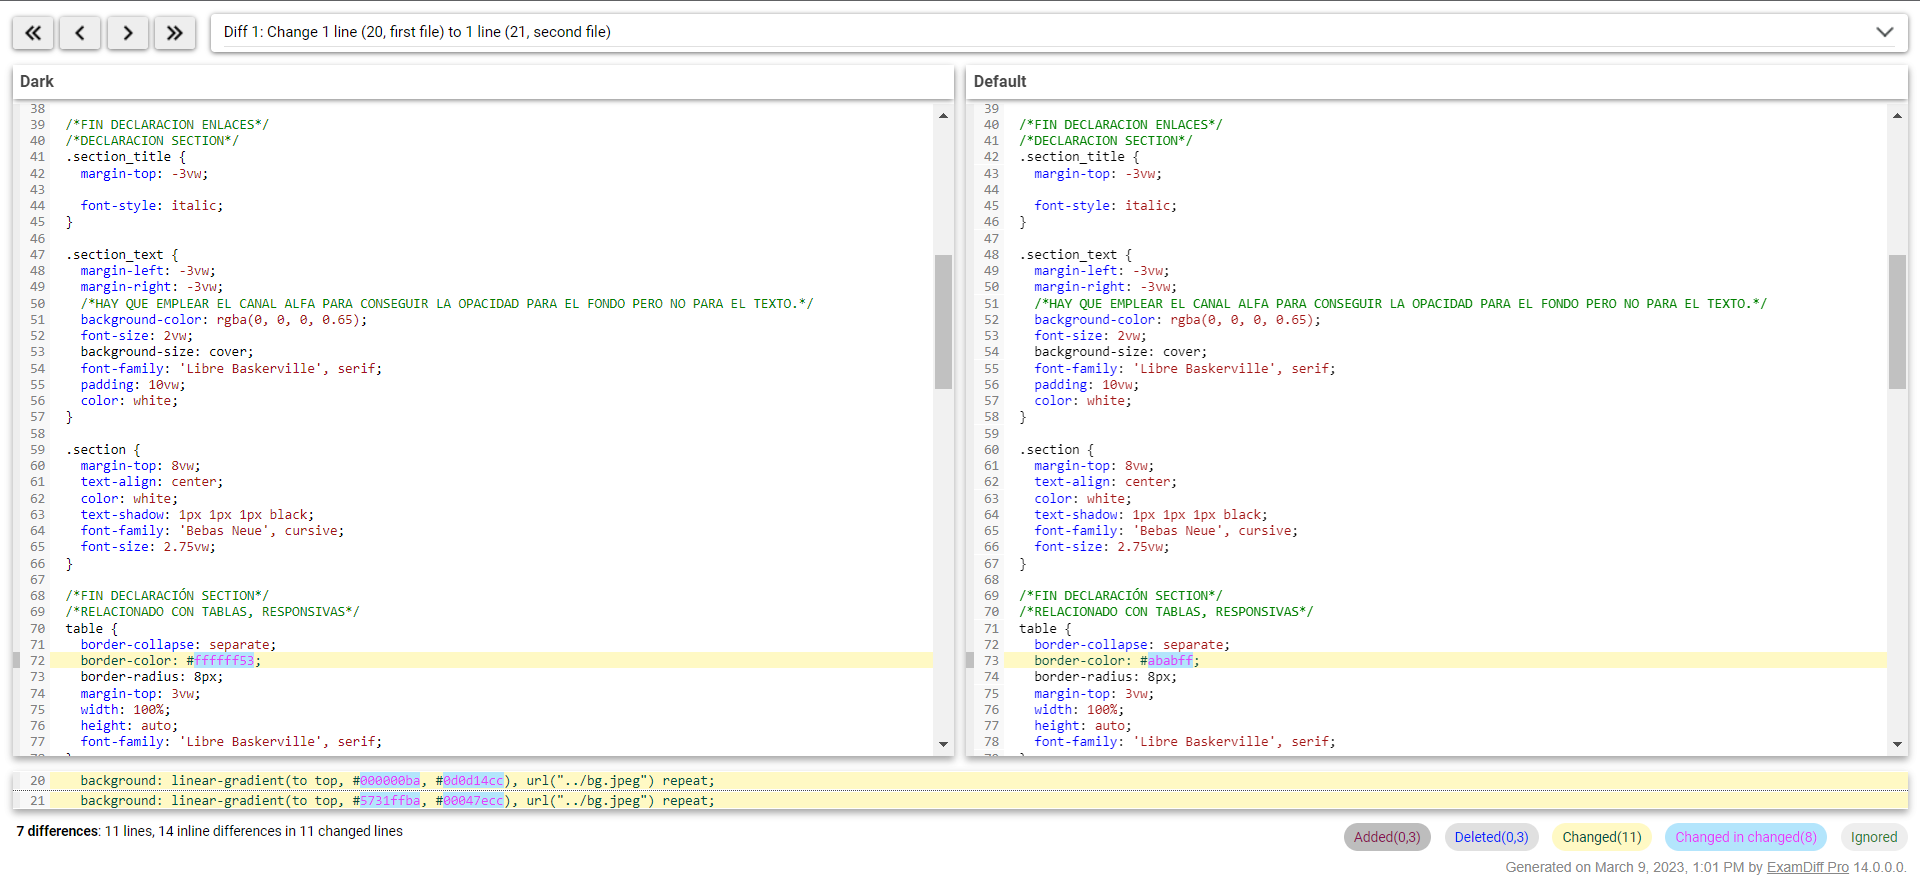 Diff 1: Change 1 line (20, first file) to 1 line (21, second file)
Dark
38
39 /*FIN DECLARACION ENLACES*/
40 /*DECLARACION SECTION*/
41 .section_title {
42 margin-top: -3vw;
43
44 font-style: italic;
45 }
46
47 .section_text {
48 margin-left: -3vw;
49 margin-right: -3vw;
50 /*HAY QUE EMPLEAR EL CANAL ALFA PARA CONSEGUIR LA OPACIDAD PARA EL FONDO PERO NO PARA EL TEXTO.*/
51 background-color: rgba(0, 0, 0, 0.65);
52 font-size: 2vw;
53 background-size: cover;
54 font-family: 'Libre Baskerville', serif;
55 padding: 10vw;
56 color: white;
57 }
58
59 .section {
60 margin-top: 8vw;
61 text-align: center;
62 color: white;
63 text-shadow: 1px 1px 1px black;
64 font-family: 'Bebas Neue', cursive;
65 font-size: 2.75vw;
66 }
67
68 /*FIN DECLARACIÓN SECTION*/
69 /*RELACIONADO CON TABLAS, RESPONSIVAS*/
70 table {
71 border-collapse: separate;
72 border-color: #ffffff53;
73 border-radius: 8px;
74 margin-top: 3vw;
75 width: 100%;
76 height: auto;
77 font-family: 'Libre Baskerville', serif;
Default
39
40 /*FIN DECLARACION ENLACES*/
41 /*DECLARACION SECTION*/
42 .section_title {
43 margin-top: -3vw;
44
45 font-style: italic;
46 }
47
48 .section_text {
49 margin-left: -3vw;
50 margin-right: -3vw;
51 /*HAY QUE EMPLEAR EL CANAL ALFA PARA CONSEGUIR LA OPACIDAD PARA EL FONDO PERO NO PARA EL TEXTO.*/
52 background-color: rgba(0, 0, 0, 0.65);
53 font-size: 2vw;
54 background-size: cover;
55 font-family: 'Libre Baskerville', serif;
56 padding: 10vw;
57 color: white;
58 }
59
60 .section {
61 margin-top: 8vw;
62 text-align: center;
63 color: white;
64 text-shadow: 1px 1px 1px black;
65 font-family: 'Bebas Neue', cursive;
66 font-size: 2.75vw;
67 }
68
69 /*FIN DECLARACIÓN SECTION*/
70 /*RELACIONADO CON TABLAS, RESPONSIVAS*/
71 table {
72 border-collapse: separate;
73 border-color: #ababff;
74 border-radius: 8px;
75 margin-top: 3vw;
76 width: 100%;
77 height: auto;
78 font-family: 'Libre Baskerville', serif;
20 background: linear-gradient(to top, #000000ba, #0d0d14cc), url("../bg.jpeg") repeat;
21 background: linear-gradient(to top, #5731ffba, #00047ecc), url("../bg.jpeg") repeat;
7 differences: 11 lines, 14 inline differences in 11 changed lines
Added(0,3) Deleted(0,3) Changed(11) Changed in changed(8) Ignored
Generated on March 9, 2023, 1:01 PM by ExamDiff Pro 14.0.0.0.